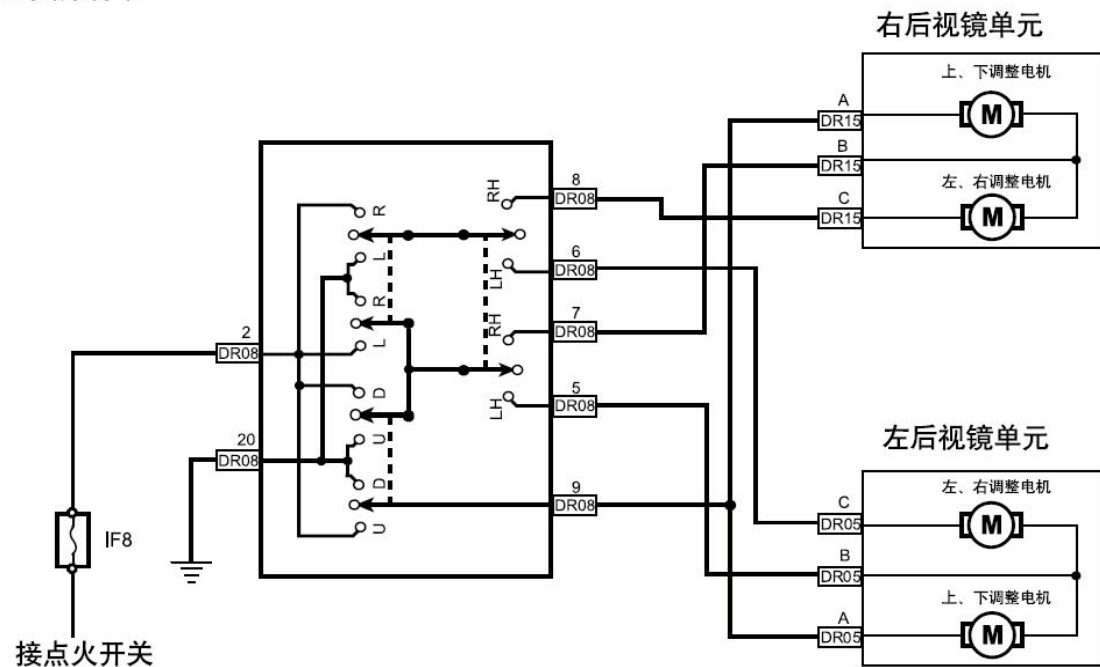 右后视镜单元
上、下调整电机
A
DR15
M
B
DR15
左、右调整电机
C
DR15
M
RH
8
DR08
R
L
LH
6
DR08
R
RH
7
DR08
2
DR08
L
D
LH
5
DR08
左后视镜单元
20
DR08
U
D
9
DR08
U
左、右调整电机
C
DR05
M
B
DR05
上、下调整电机
A
DR05
M
IF8
接点火开关